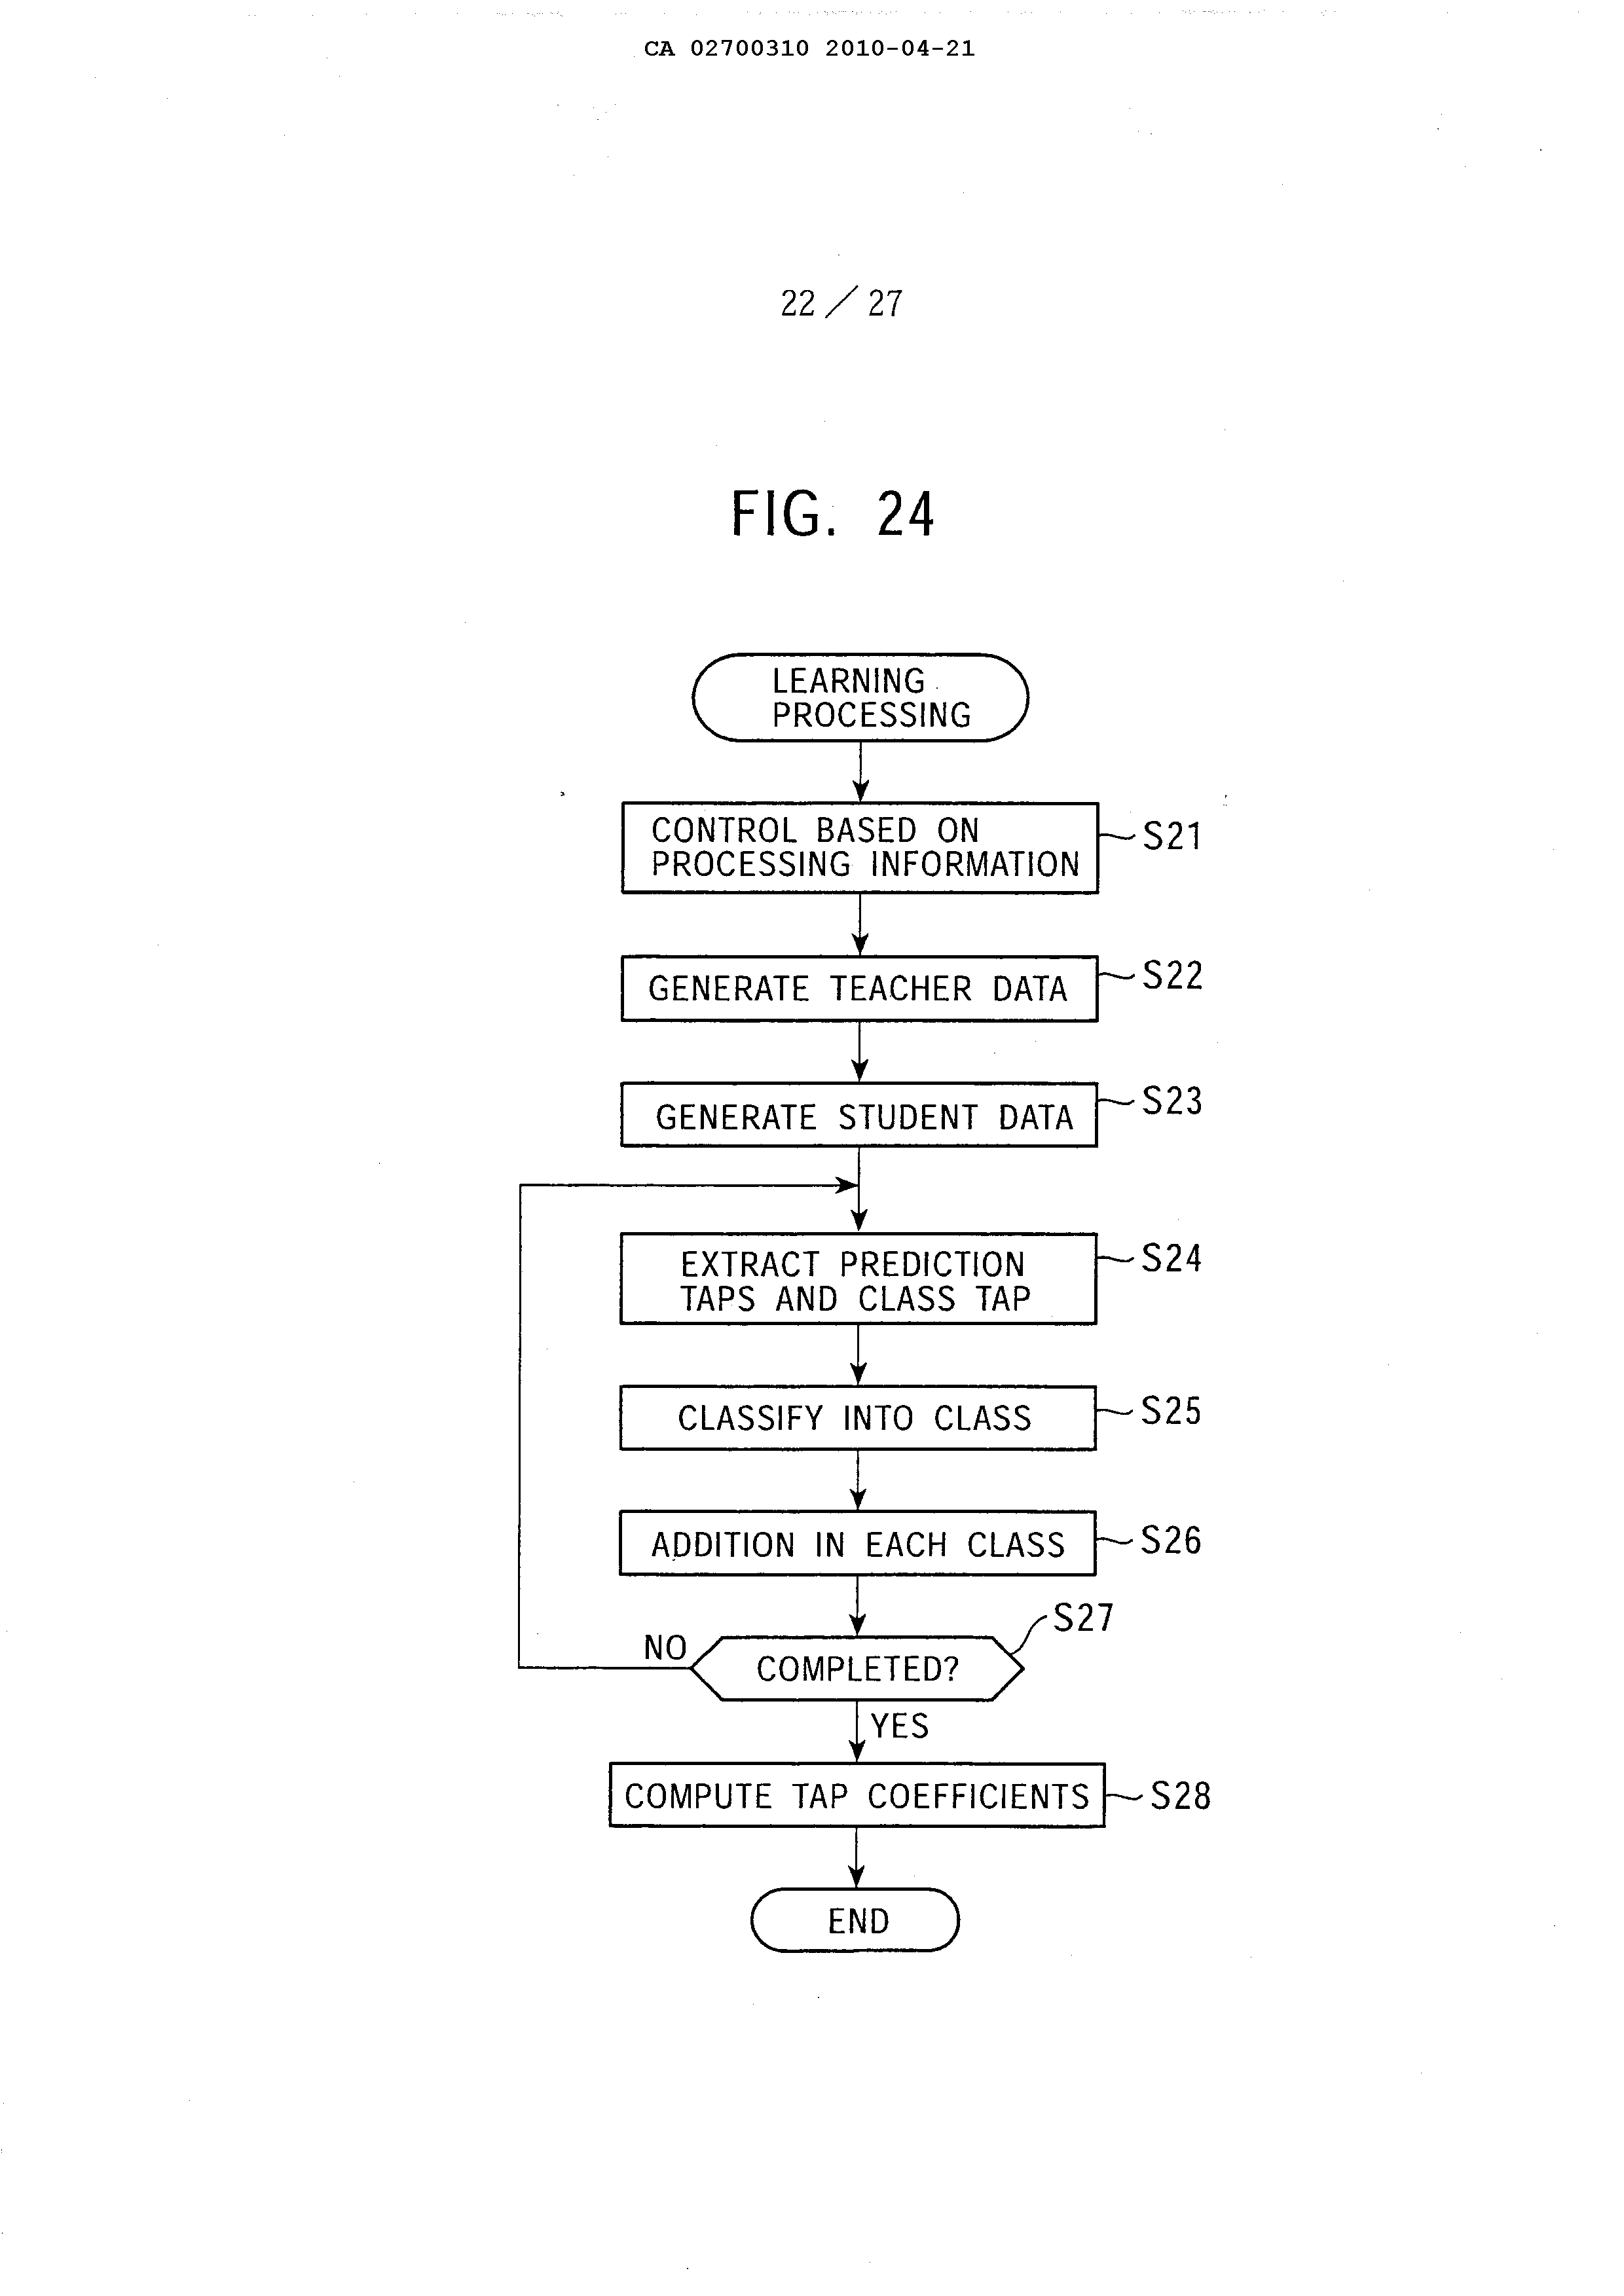 CA 02700310 2010-04-21
22 / 27
FIG. 24
LEARNING
PROCESSING
CONTROL BASED ON
PROCESSING INFORMATION
S21
GENERATE TEACHER DATA
S22
GENERATE STUDENT DATA
S23
EXTRACT PREDICTION
TAPS AND CLASS TAP
S24
CLASSIFY INTO CLASS
S25
ADDITION IN EACH CLASS
S26
S27
NO
COMPLETED?
YES
COMPUTE TAP COEFFICIENTS
S28
END